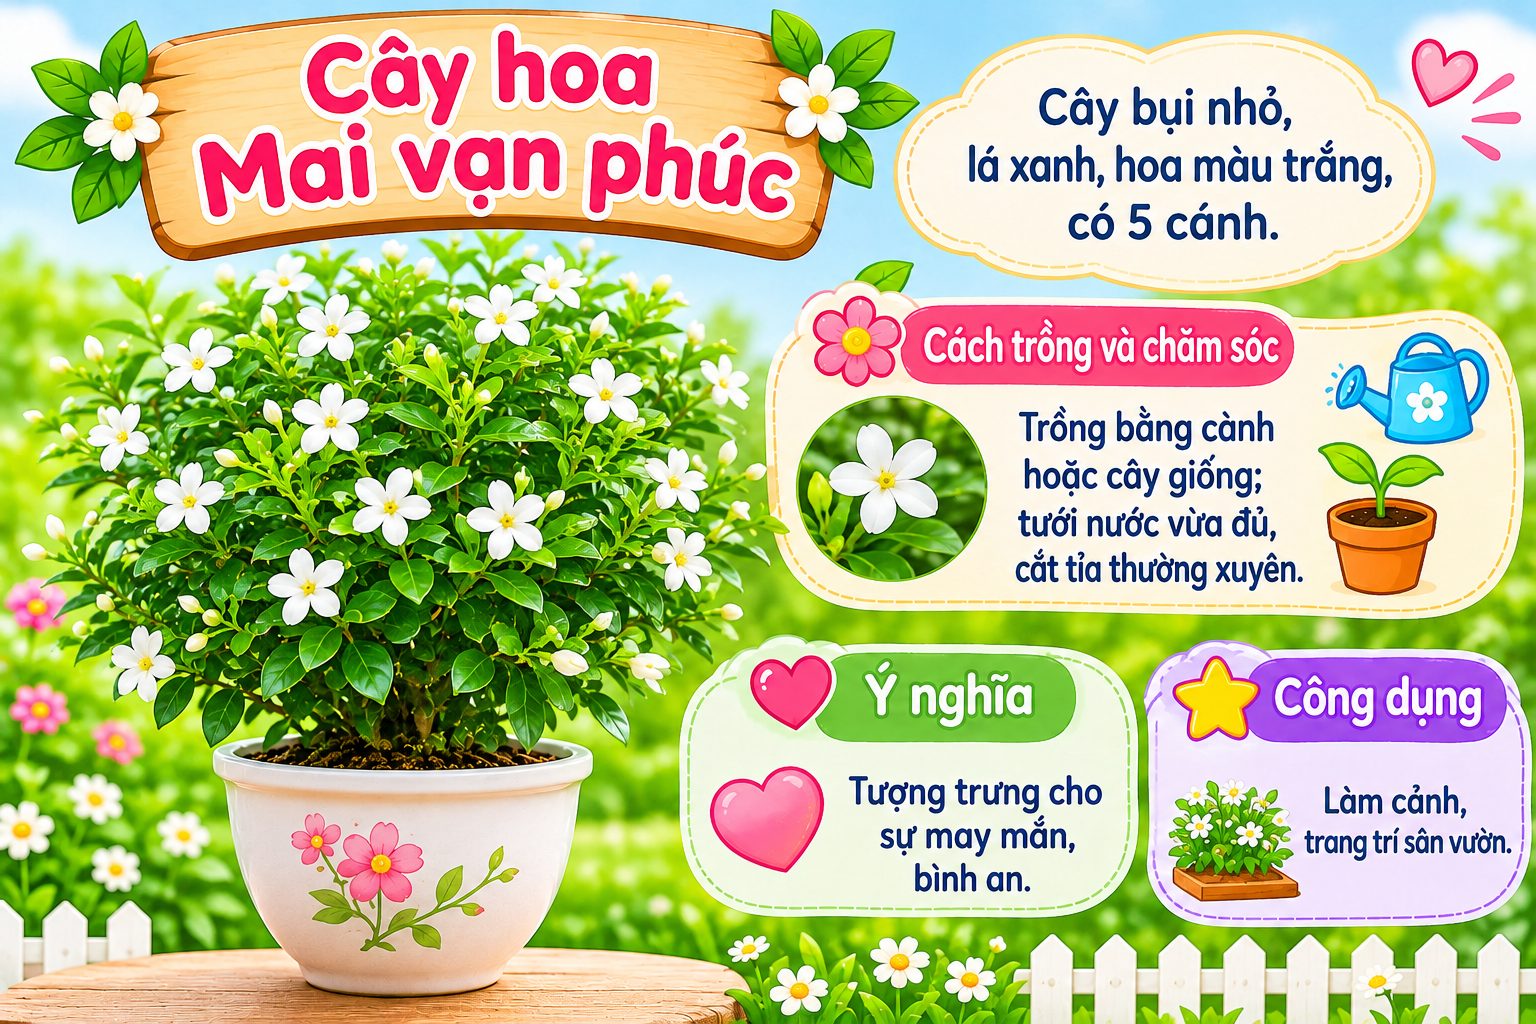 Cây hoa
Mai vạn phúc
Cây bụi nhỏ,
lá xanh, hoa màu trắng,
có 5 cánh.
Cách trồng và chăm sóc
Trồng bằng cành
hoặc cây giống;
tưới nước vừa đủ,
cắt tỉa thường xuyên.
Ý nghĩa
Tượng trưng cho
sự may mắn,
bình an.
Công dụng
Làm cảnh,
trang trí sân vườn.